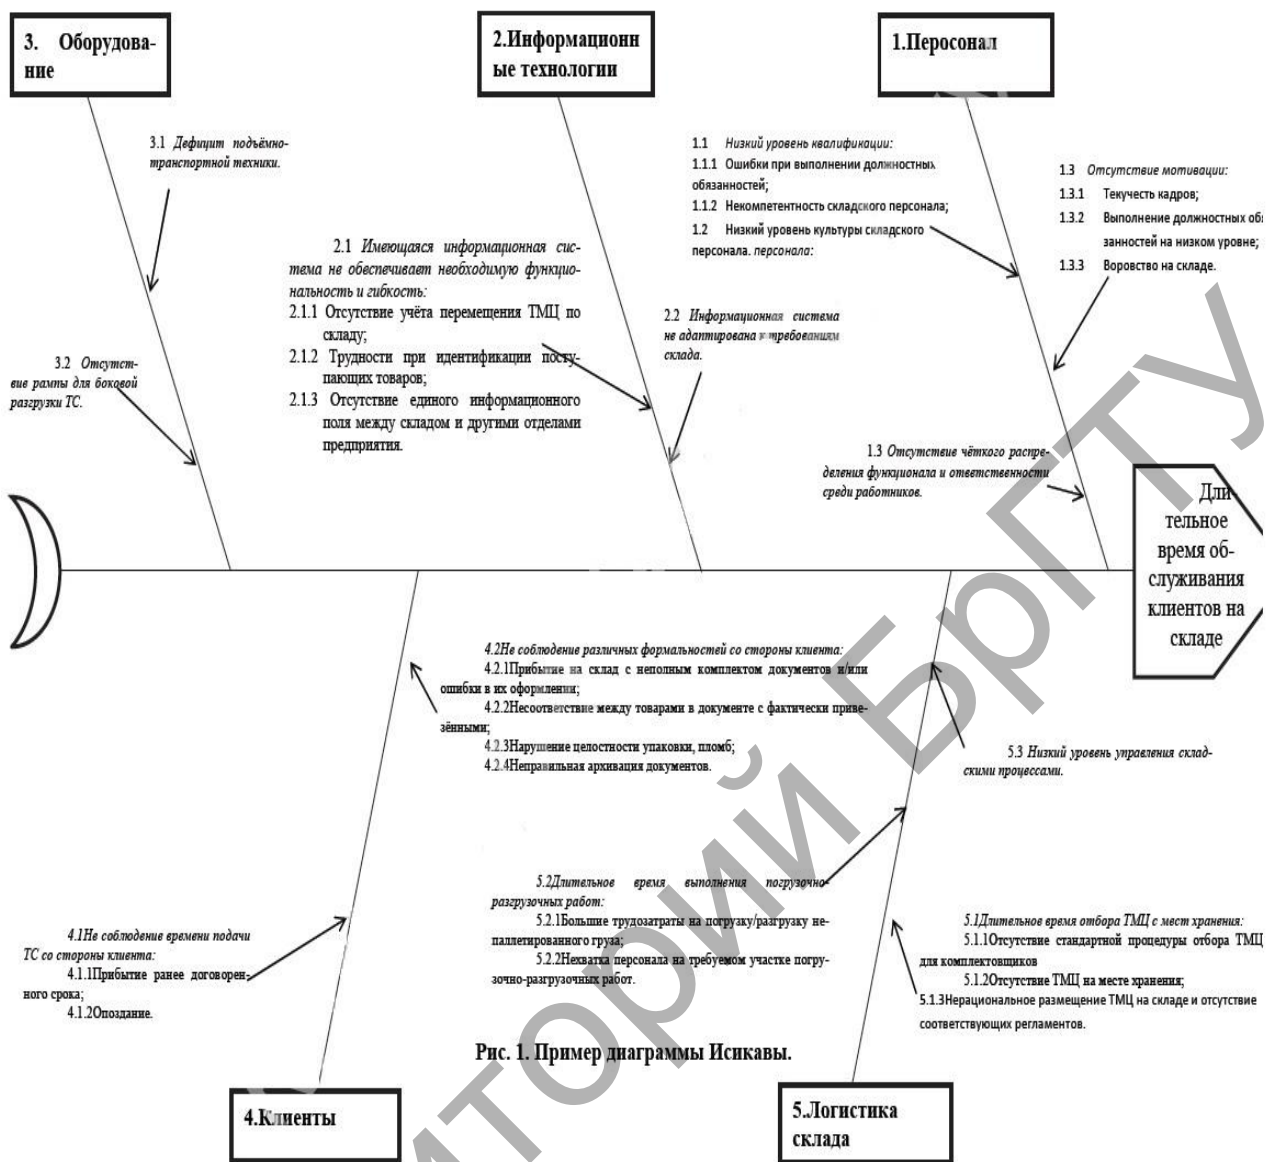 3. Оборудова-
ние
2.Информационн
ые технологии
1.Перосонал
3.1 Дефицит подъёмно-
транспортной техники.
3.2 Отсутст-
вие рампы для боковой
разгрузки ТС.
2.1 Имеющаяся информационная сис-
тема не обеспечивает необходимую функцио-
нальность и гибкость:
2.1.1 Отсутствие учёта перемещения ТМЦ по
складу;
2.1.2 Трудности при идентификации посту-
пающих товаров;
2.1.3 Отсутствие единого информационного
поля между складом и другими отделами
предприятия.
2.2 Информационная система
не адаптирована к требованиям
склада.
1.1 Низкий уровень квалификации:
1.1.1 Ошибки при выполнении должностных
обязанностей;
1.1.2 Некомпетентность складского персонала;
1.2 Низкий уровень культуры складского
персонала. персонала:
1.3 Отсутствие мотивации:
1.3.1 Текучесть кадров;
1.3.2 Выполнение должностных обя
занностей на низком уровне;
1.3.3 Воровство на складе.
1.3 Отсутствие чёткого распре-
деления функционала и ответственности
среди работников.
Дли-
тельное
время об-
служивания
клиентов на
складе
4.2Не соблюдение различных формальностей со стороны клиента:
4.2.1Прибытие на склад с неполным комплектом документов и/или
ошибки в их оформлении;
4.2.2Несоответствие между товарами в документе с фактически приве-
зёнными;
4.2.3Нарушение целостности упаковки, пломб;
4.2.4Неправильная архивация документов.
5.3 Низкий уровень управления склад-
скими процессами.
4.1Не соблюдение времени подачи
ТС со стороны клиента:
4.1.1Прибытие ранее договорен-
ного срока;
4.1.2Опоздание.
5.2Длительное время выполнения погрузочно-
разгрузочных работ:
5.2.1Большие трудозатраты на погрузку/разгрузку не-
паллетированного груза;
5.2.2Нехватка персонала на требуемом участке погру-
зочно-разгрузочных работ.
5.1Длительное время отбора ТМЦ с мест хранения:
5.1.1Отсутствие стандартной процедуры отбора ТМЦ
для комплектовщиков
5.1.2Отсутствие ТМЦ на месте хранения;
5.1.3Нерациональное размещение ТМЦ на складе и отсутствие
соответствующих регламентов.
Рис. 1. Пример диаграммы Исикавы.
4.Клиенты
5.Логистика
склада
иторий БрГТУ